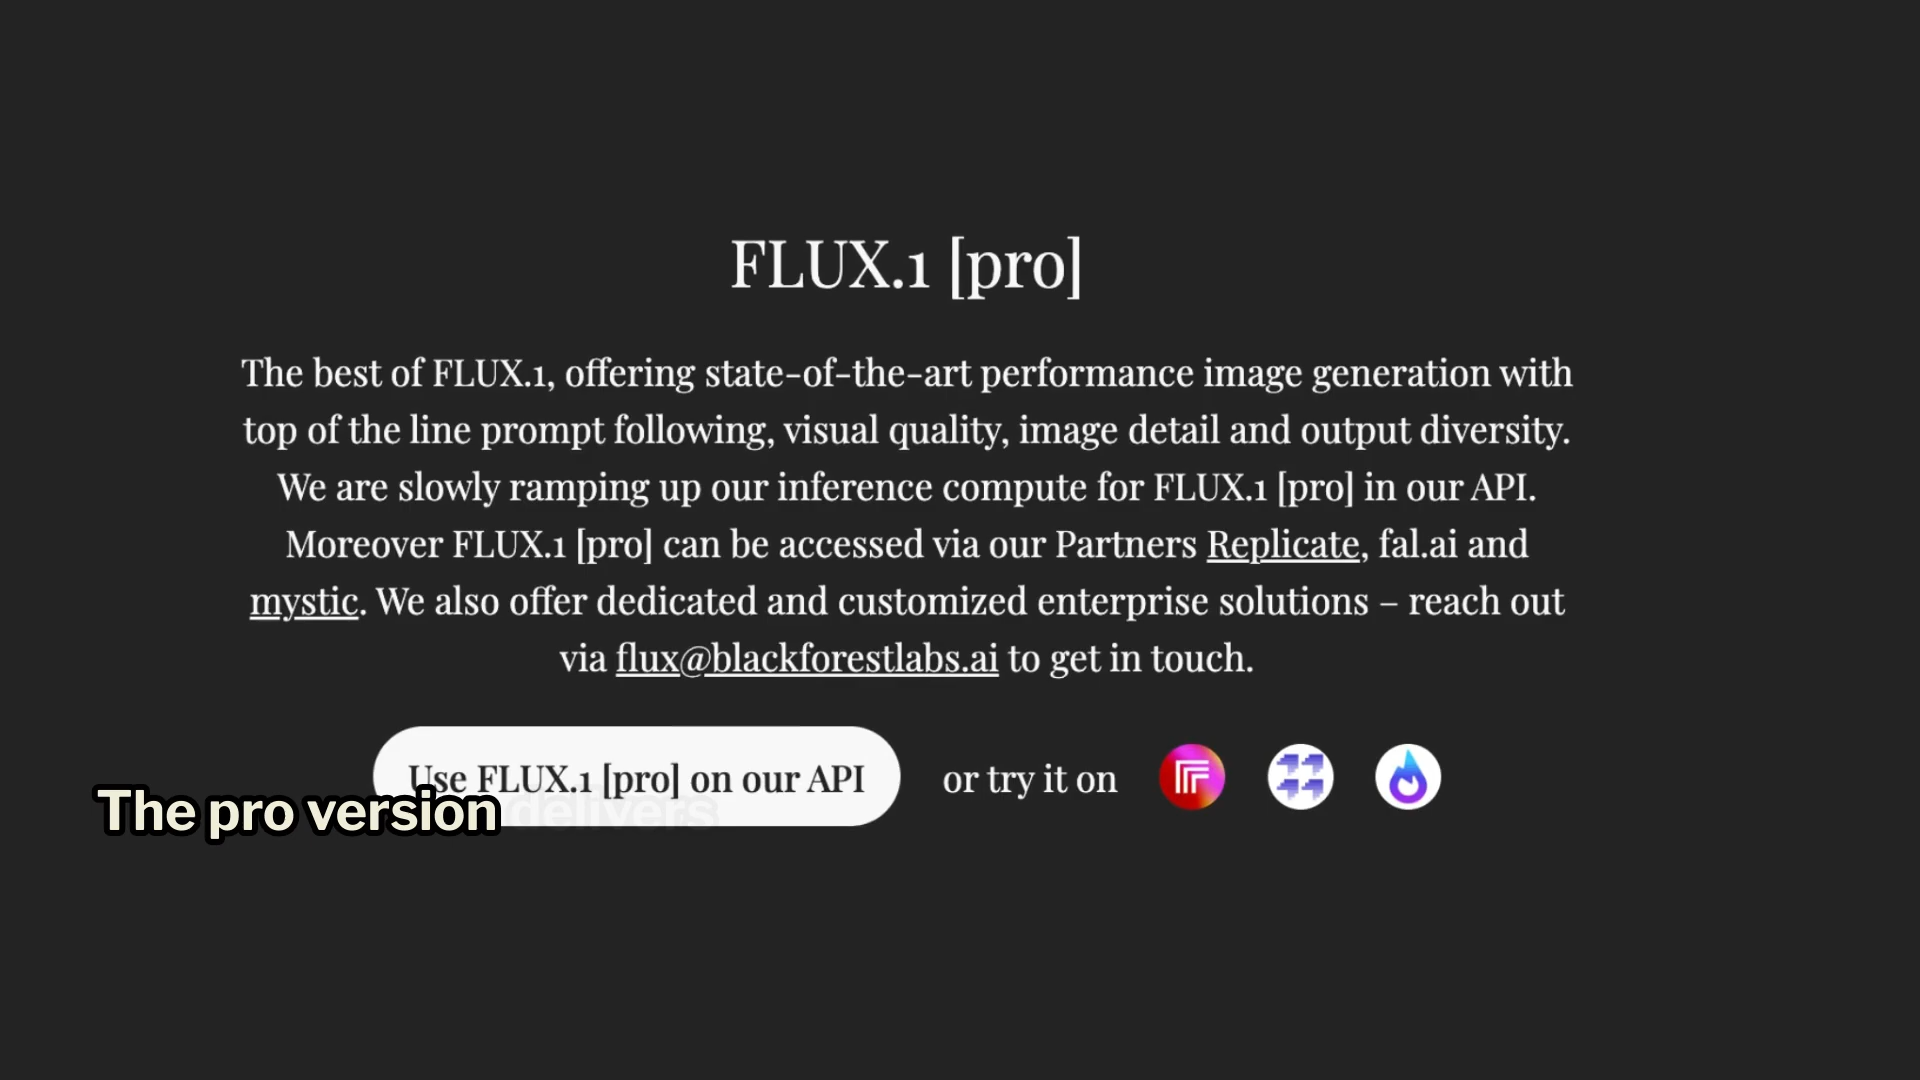 FLUX.1 [pro]
The best of FLUX.1, offering state-of-the-art performance image generation with
top of the line prompt following, visual quality, image detail and output diversity.
We are slowly ramping up our inference compute for FLUX.1 [pro] in our API.
Moreover FLUX.1 [pro] can be accessed via our Partners Replicate, fal.ai and
mystic. We also offer dedicated and customized enterprise solutions – reach out
via flux@blackforestlabs.ai to get in touch.
Use FLUX.1 [pro] on our API or try it on
The pro version delivers